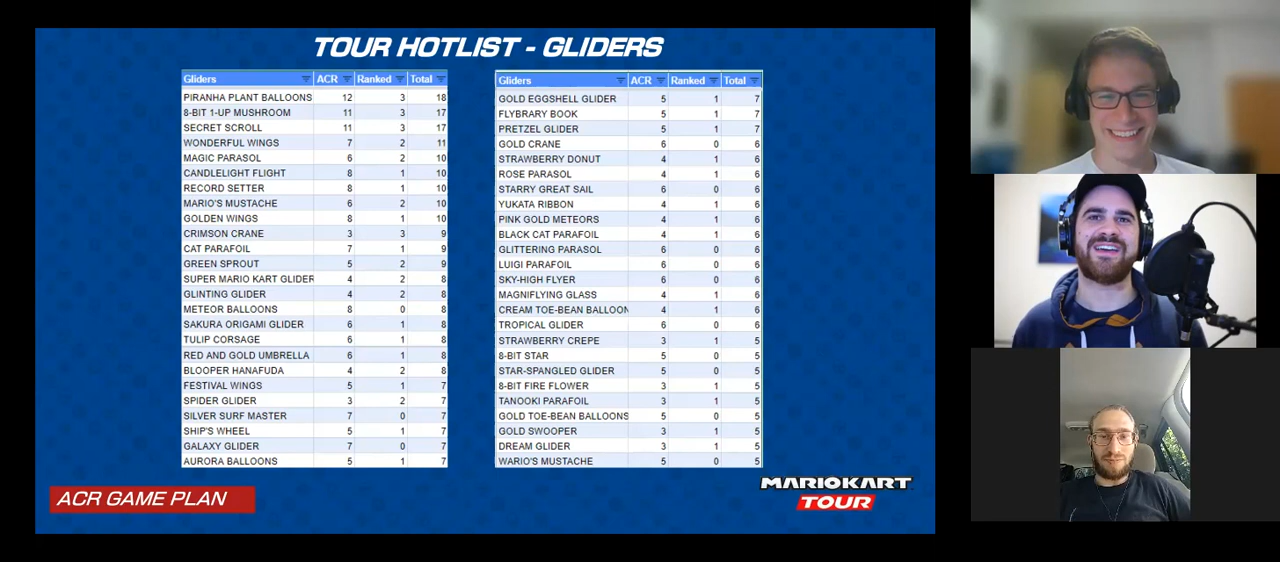 TOUR HOTLIST - GLIDERS
Gliders ACR Ranked Total
PIRANHA PLANT BALLOONS 12 3 18
8-BIT 1-UP MUSHROOM 11 3 17
SECRET SCROLL 11 3 17
WONDERFUL WINGS 7 2 11
MAGIC PARASOL 6 2 10
CANDLELIGHT FLIGHT 8 1 10
RECORD SETTER 8 1 10
MARIO'S MUSTACHE 6 2 10
GOLDEN WINGS 8 1 10
CRIMSON CRANE 3 3 9
CAT PARAFOIL 7 1 9
GREEN SPROUT 5 2 9
SUPER MARIO KART GLIDER 4 2 8
GLINTING GLIDER 4 2 8
METEOR BALLOONS 8 0 8
SAKURA ORIGAMI GLIDER 6 1 8
TULIP CORSAGE 6 1 8
RED AND GOLD UMBRELLA 6 1 8
BLOOPER HANAFUDA 4 2 8
FESTIVAL WINGS 5 1 7
SPIDER GLIDER 3 2 7
SILVER SURF MASTER 7 0 7
SHIP'S WHEEL 5 1 7
GALAXY GLIDER 7 0 7
AURORA BALLOONS 5 1 7
Gliders ACR Ranked Total
GOLD EGGSHELL GLIDER 5 1 7
FLYBRARY BOOK 5 1 7
PRETZEL GLIDER 5 1 7
GOLD CRANE 6 0 6
STRAWBERRY DONUT 4 1 6
ROSE PARASOL 4 1 6
STARRY GREAT SAIL 6 0 6
YUKATA RIBBON 4 1 6
PINK GOLD METEORS 4 1 6
BLACK CAT PARAFOIL 4 1 6
GLITTERING PARASOL 6 0 6
LUIGI PARAFOIL 6 0 6
SKY-HIGH FLYER 6 0 6
MAGNIFLYING GLASS 4 1 6
CREAM TOE-BEAN BALLOON 4 1 6
TROPICAL GLIDER 6 0 6
STRAWBERRY CREPE 3 1 5
8-BIT STAR 5 0 5
STAR-SPANGLED GLIDER 5 0 5
8-BIT FIRE FLOWER 3 1 5
TANOOKI PARAFOIL 3 1 5
GOLD TOE-BEAN BALLOONS 5 0 5
GOLD SWOOPER 3 1 5
DREAM GLIDER 3 1 5
WARIO'S MUSTACHE 5 0 5
ACR GAME PLAN
MARIOKART
TOUR